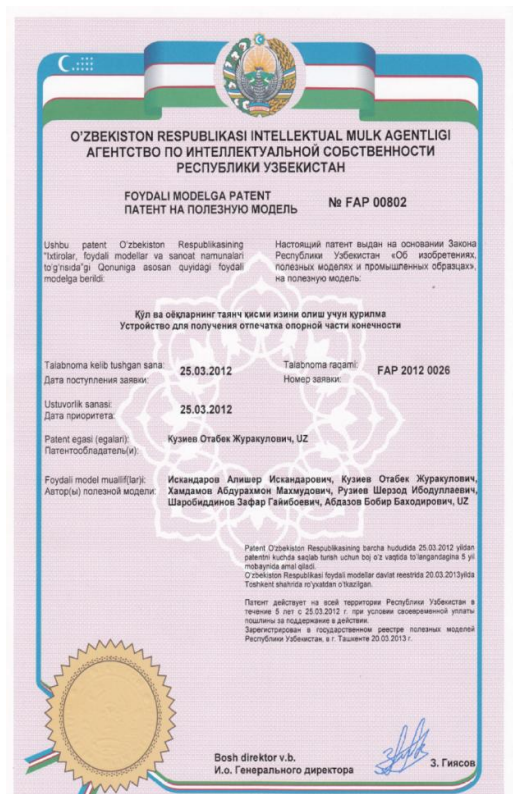 O'ZBEKISTON RESPUBLIKASI INTELLEKTUAL MULK AGENTLIGI
АГЕНТСТВО ПО ИНТЕЛЛЕКТУАЛЬНОЙ СОБСТВЕННОСТИ
РЕСПУБЛИКИ УЗБЕКИСТАН
FOYDALI MODELGA PATENT
ПАТЕНТ НА ПОЛЕЗНУЮ МОДЕЛЬ
№ FAP 00802
Ushbu patent O'zbekiston Respublikasining
"Ixtirolar, foydali modellar va sanoat namunalari
to'g'risida"gi Qonuniga asosan quyidagi foydali
modelga berildi:
Настоящий патент выдан на основании Закона
Республики Узбекистан «Об изобретениях,
полезных моделях и промышленных образцах»,
на полезную модель:
Қўл ва оёқларнинг таянч қисми изини олиш учун қурилма
Устройство для получения отпечатка опорной части конечности
Talabnoma kelib tushgan sana:
Дата поступления заявки:
25.03.2012
Talabnoma raqami:
Номер заявки:
FAP 2012 0026
Ustuvorlik sanasi:
Дата приоритета:
25.03.2012
Patent egasi (egalari):
Патентообладатель(и):
Кузиев Отабек Журакулович, UZ
Foydali model muallif(lar)i:
Автор(ы) полезной модели:
Искандаров Алишер Искандарович, Кузиев Отабек Журакулович,
Хамдамов Абдурахмон Махмудович, Рузиев Шерзод Ибодуллаевич,
Шаробиддинов Зафар Гайибоевич, Абдазов Бобир Баходирович, UZ
Patent O'zbekiston Respublikasining barcha hududida 25.03.2012 yildan
patentni kuchda saqlab turish uchun boj o'z vaqtida to'langandagina 5 yil
mobaynida amal qiladi.
O'zbekiston Respublikasi foydali modellar davlat reestrida 20.03.2013yilda
Toshkent shahrida ro'yxatdan o'tkazilgan.
Патент действует на всей территории Республики Узбекистан в
течение 5 лет с 25.03.2012 г. при условии своевременной уплаты
пошлины за поддержание в действии.
Зарегистрирован в государственном реестре полезных моделей
Республики Узбекистан, в г. Ташкенте 20.03.2013 г.
Bosh direktor v.b.
И.о. Генерального директора
З. Гиясов